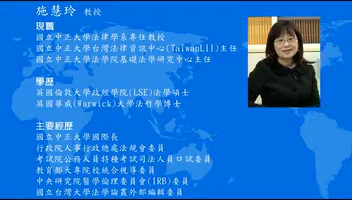 施慧玲 教授
現職
國立中正大學法律學系專任教授
國立中正大學台灣法律資訊中心(TaiwanLII)主任
國立中正大學法學院基礎法學研究中心主任
學歷
英國倫敦大學政經學院(LSE)法學碩士
英國華威(Warwick)大學法哲學博士
主要經歷
國立中正大學國際長
行政院人事行政總處法規會委員
考試院公務人員特種考試司法人員口試委員
教育部大專院校統合視導委員
中央研究院醫學倫理委員會(IRB)委員
國立台灣大學法學論叢外部編輯委員